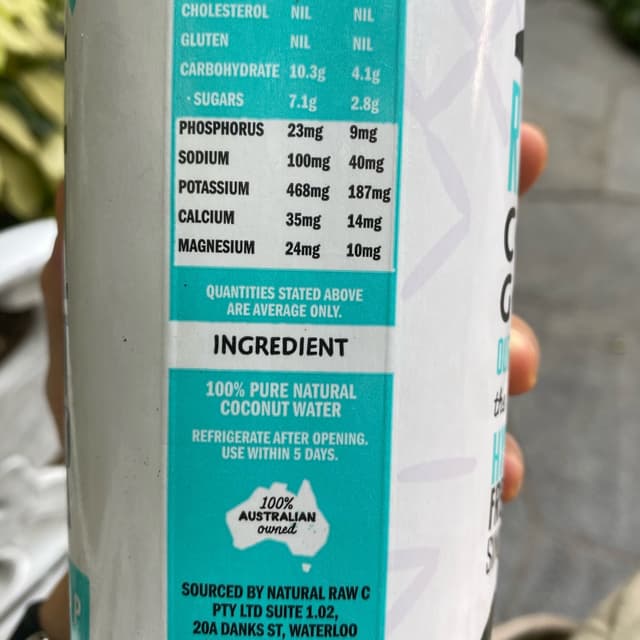 CHOLESTEROL NIL NIL
GLUTEN NIL NIL
CARBOHYDRATE 10.3g 4.1g
· SUGARS 7.1g 2.8g
PHOSPHORUS 23mg 9mg
SODIUM 100mg 40mg
POTASSIUM 468mg 187mg
CALCIUM 35mg 14mg
MAGNESIUM 24mg 10mg
QUANTITIES STATED ABOVE
ARE AVERAGE ONLY.
INGREDIENT
100% PURE NATURAL
COCONUT WATER
REFRIGERATE AFTER OPENING.
USE WITHIN 5 DAYS.
100%
AUSTRALIAN
owned
SOURCED BY NATURAL RAW C
PTY LTD SUITE 1.02,
20A DANKS ST, WATERLOO